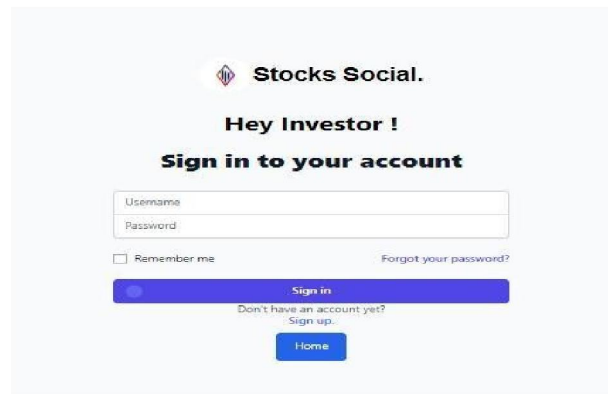 Stocks Social.
Hey Investor !
Sign in to your account
Username
Password
Remember me Forgot your password?
Sign in
Don't have an account yet?
Sign up.
Home